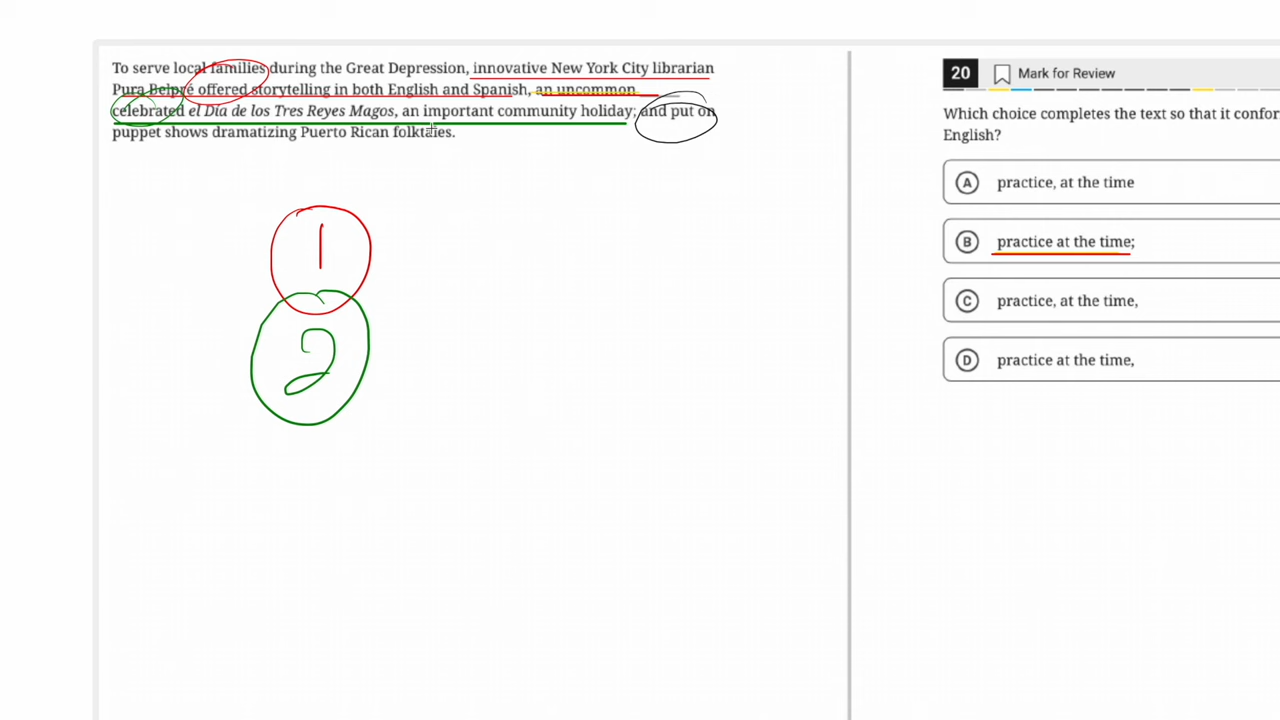 To serve local families during the Great Depression, innovative New York City librarian
Pura Belpré offered storytelling in both English and Spanish, an uncommon
celebrated el Día de los Tres Reyes Magos, an important community holiday; and put on
puppet shows dramatizing Puerto Rican folktales.
1
2
20 Mark for Review
Which choice completes the text so that it confor
English?
A practice, at the time
B practice at the time;
C practice, at the time,
D practice at the time,